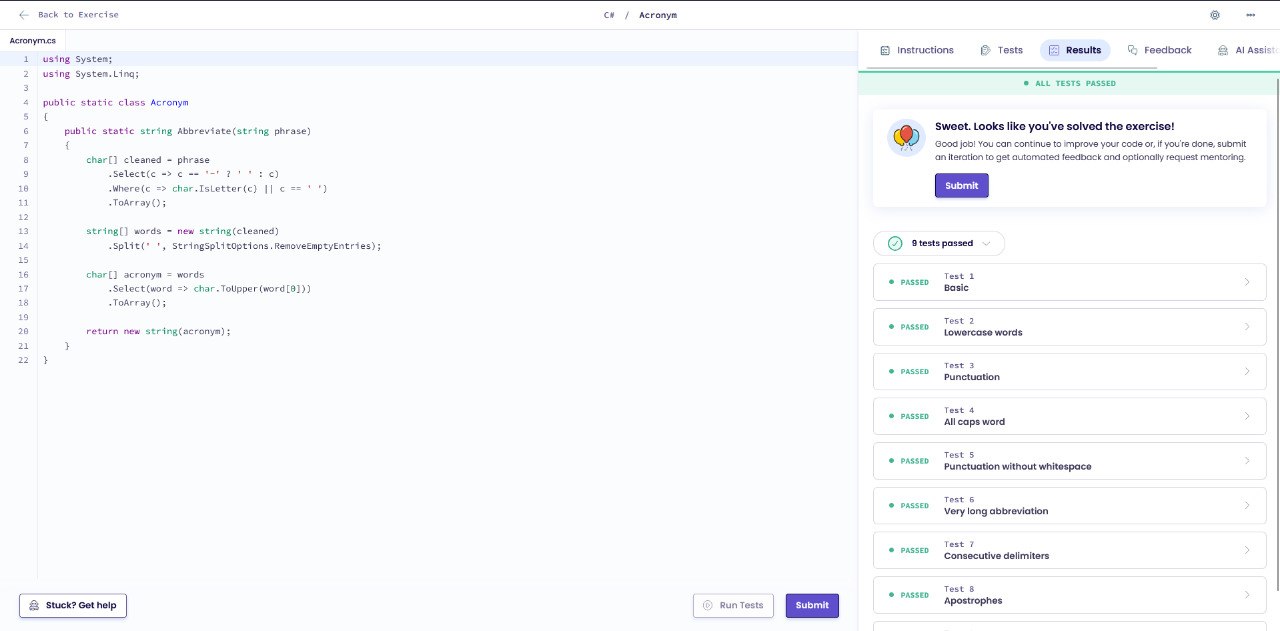 Back to Exercise
C# / Acronym
Acronym.cs
1 using System;
2 using System.Linq;
3
4 public static class Acronym
5 {
6     public static string Abbreviate(string phrase)
7     {
8         char[] cleaned = phrase
9             .Select(c => c == '-' ? ' ' : c)
10             .Where(c => char.IsLetter(c) || c == ' ')
11             .ToArray();
12
13         string[] words = new string(cleaned)
14             .Split(' ', StringSplitOptions.RemoveEmptyEntries);
15
16         char[] acronym = words
17             .Select(word => char.ToUpper(word[0]))
18             .ToArray();
19
20         return new string(acronym);
21     }
22 }
Stuck? Get help
Run Tests
Submit
Instructions
Tests
Results
Feedback
AI Assist
ALL TESTS PASSED
Sweet. Looks like you've solved the exercise!
Good job! You can continue to improve your code or, if you're done, submit
an iteration to get automated feedback and optionally request mentoring.
Submit
9 tests passed
PASSED
Test 1
Basic
PASSED
Test 2
Lowercase words
PASSED
Test 3
Punctuation
PASSED
Test 4
All caps word
PASSED
Test 5
Punctuation without whitespace
PASSED
Test 6
Very long abbreviation
PASSED
Test 7
Consecutive delimiters
PASSED
Test 8
Apostrophes